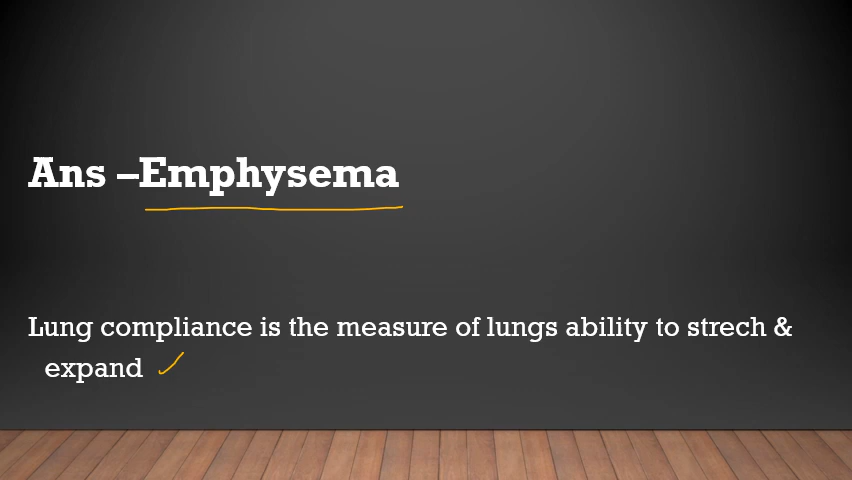 Ans –Emphysema
Lung compliance is the measure of lungs ability to strech &
expand